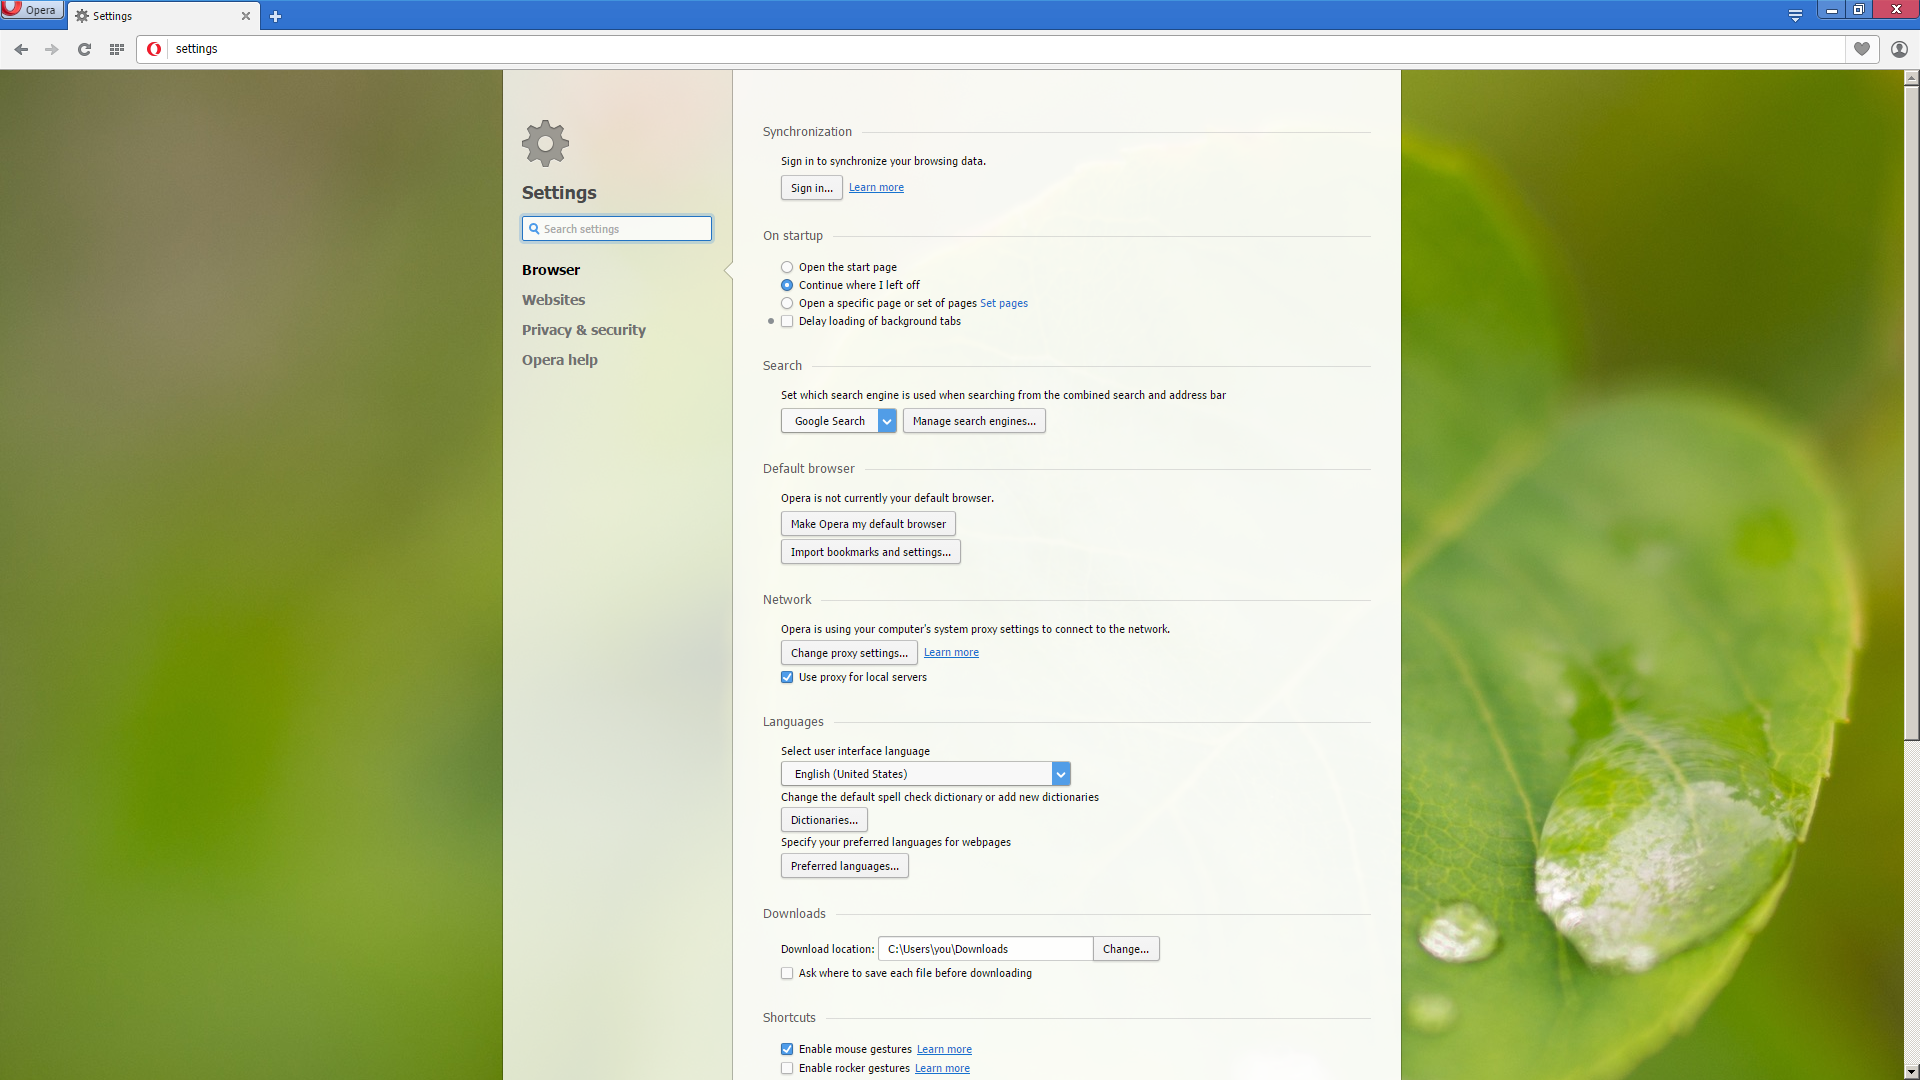 Opera
Settings
settings
Settings
Search settings
Browser
Websites
Privacy & security
Opera help
Synchronization
Sign in to synchronize your browsing data.
Sign in... Learn more
On startup
Open the start page
Continue where I left off
Open a specific page or set of pages Set pages
Delay loading of background tabs
Search
Set which search engine is used when searching from the combined search and address bar
Google Search Manage search engines...
Default browser
Opera is not currently your default browser.
Make Opera my default browser
Import bookmarks and settings...
Network
Opera is using your computer's system proxy settings to connect to the network.
Change proxy settings... Learn more
Use proxy for local servers
Languages
Select user interface language
English (United States)
Change the default spell check dictionary or add new dictionaries
Dictionaries...
Specify your preferred languages for webpages
Preferred languages...
Downloads
Download location: C:\Users\you\Downloads Change...
Ask where to save each file before downloading
Shortcuts
Enable mouse gestures Learn more
Enable rocker gestures Learn more